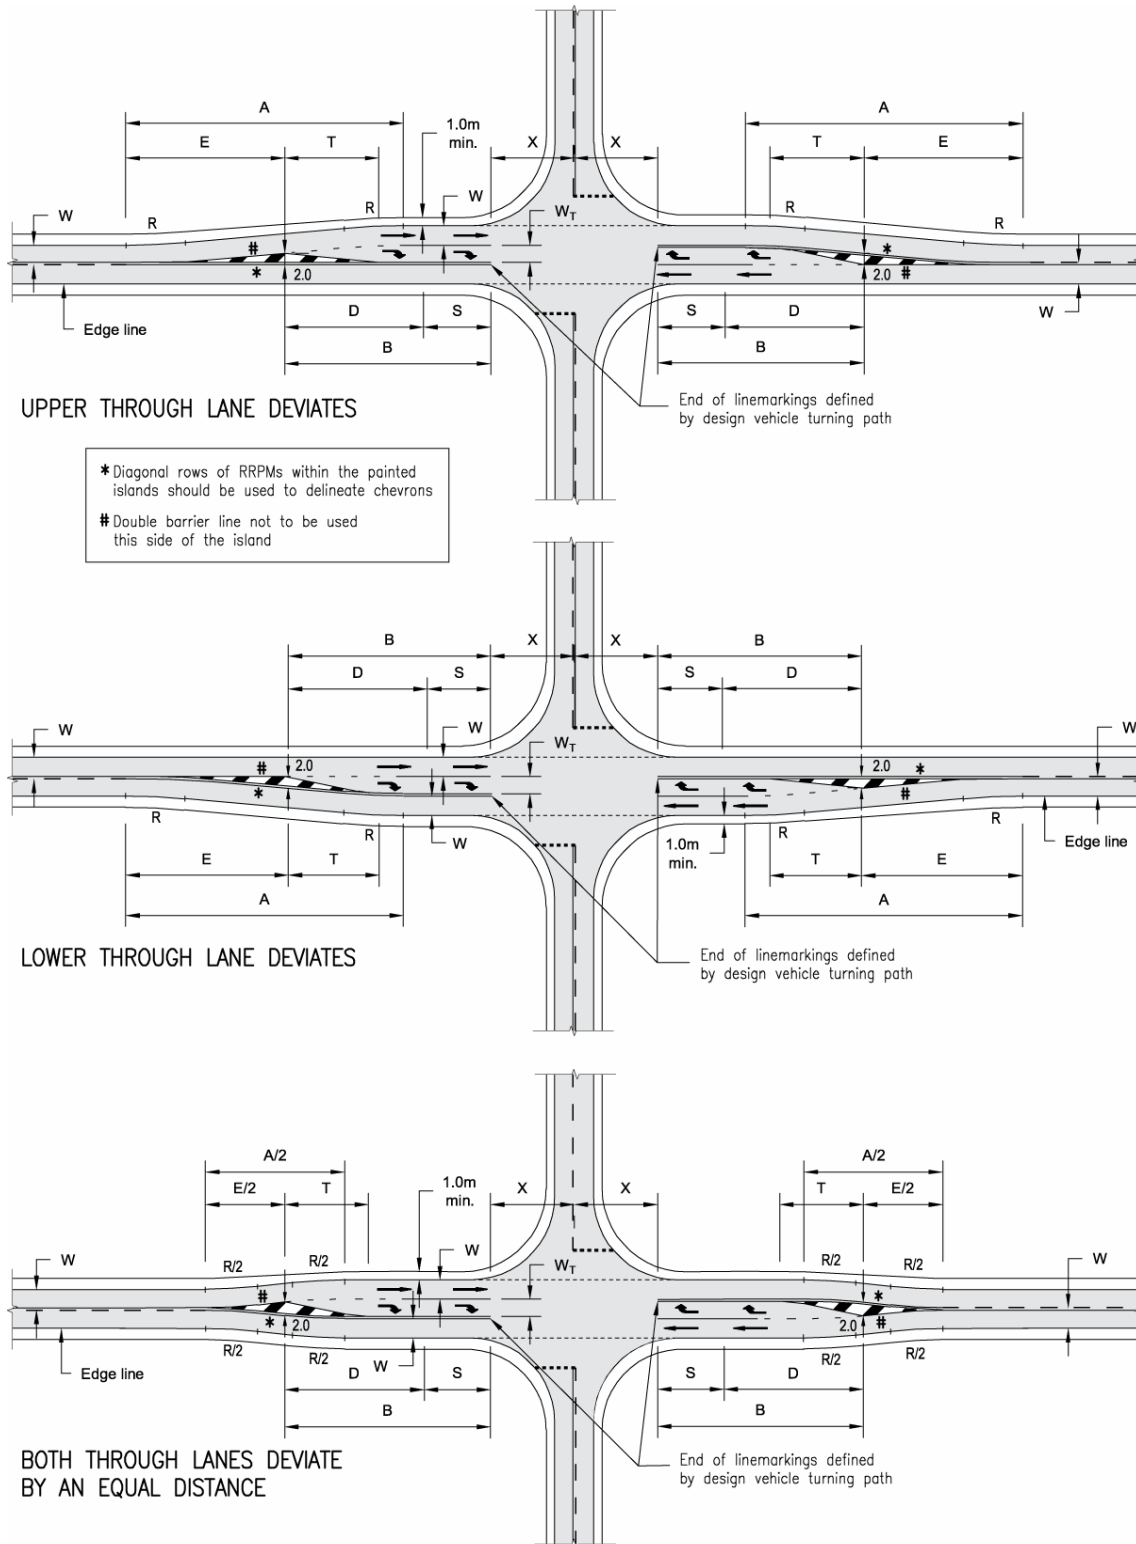 A
A
E
T
1.0m
min.
X
X
T
E
W
R
R
W
W_T
R
R
#
*
*
#
2.0
2.0
D
S
S
D
W
Edge line
B
B
UPPER THROUGH LANE DEVIATES
End of linemarkings defined
by design vehicle turning path
* Diagonal rows of RRPMs within the painted
islands should be used to delineate chevrons
# Double barrier line not to be used
this side of the island
B
X
X
B
D
S
S
D
W
W
W_T
W
#
2.0
2.0
*
*
#
R
R
W
1.0m
min.
R
R
Edge line
E
T
T
E
A
A
LOWER THROUGH LANE DEVIATES
End of linemarkings defined
by design vehicle turning path
A/2
A/2
E/2
T
1.0m
min.
X
X
T
E/2
W
R/2
R/2
W
W_T
R/2
R/2
W
#
*
*
2.0
2.0
#
R/2
R/2
W
R/2
R/2
Edge line
D
S
S
D
B
B
BOTH THROUGH LANES DEVIATE
BY AN EQUAL DISTANCE
End of linemarkings defined
by design vehicle turning path